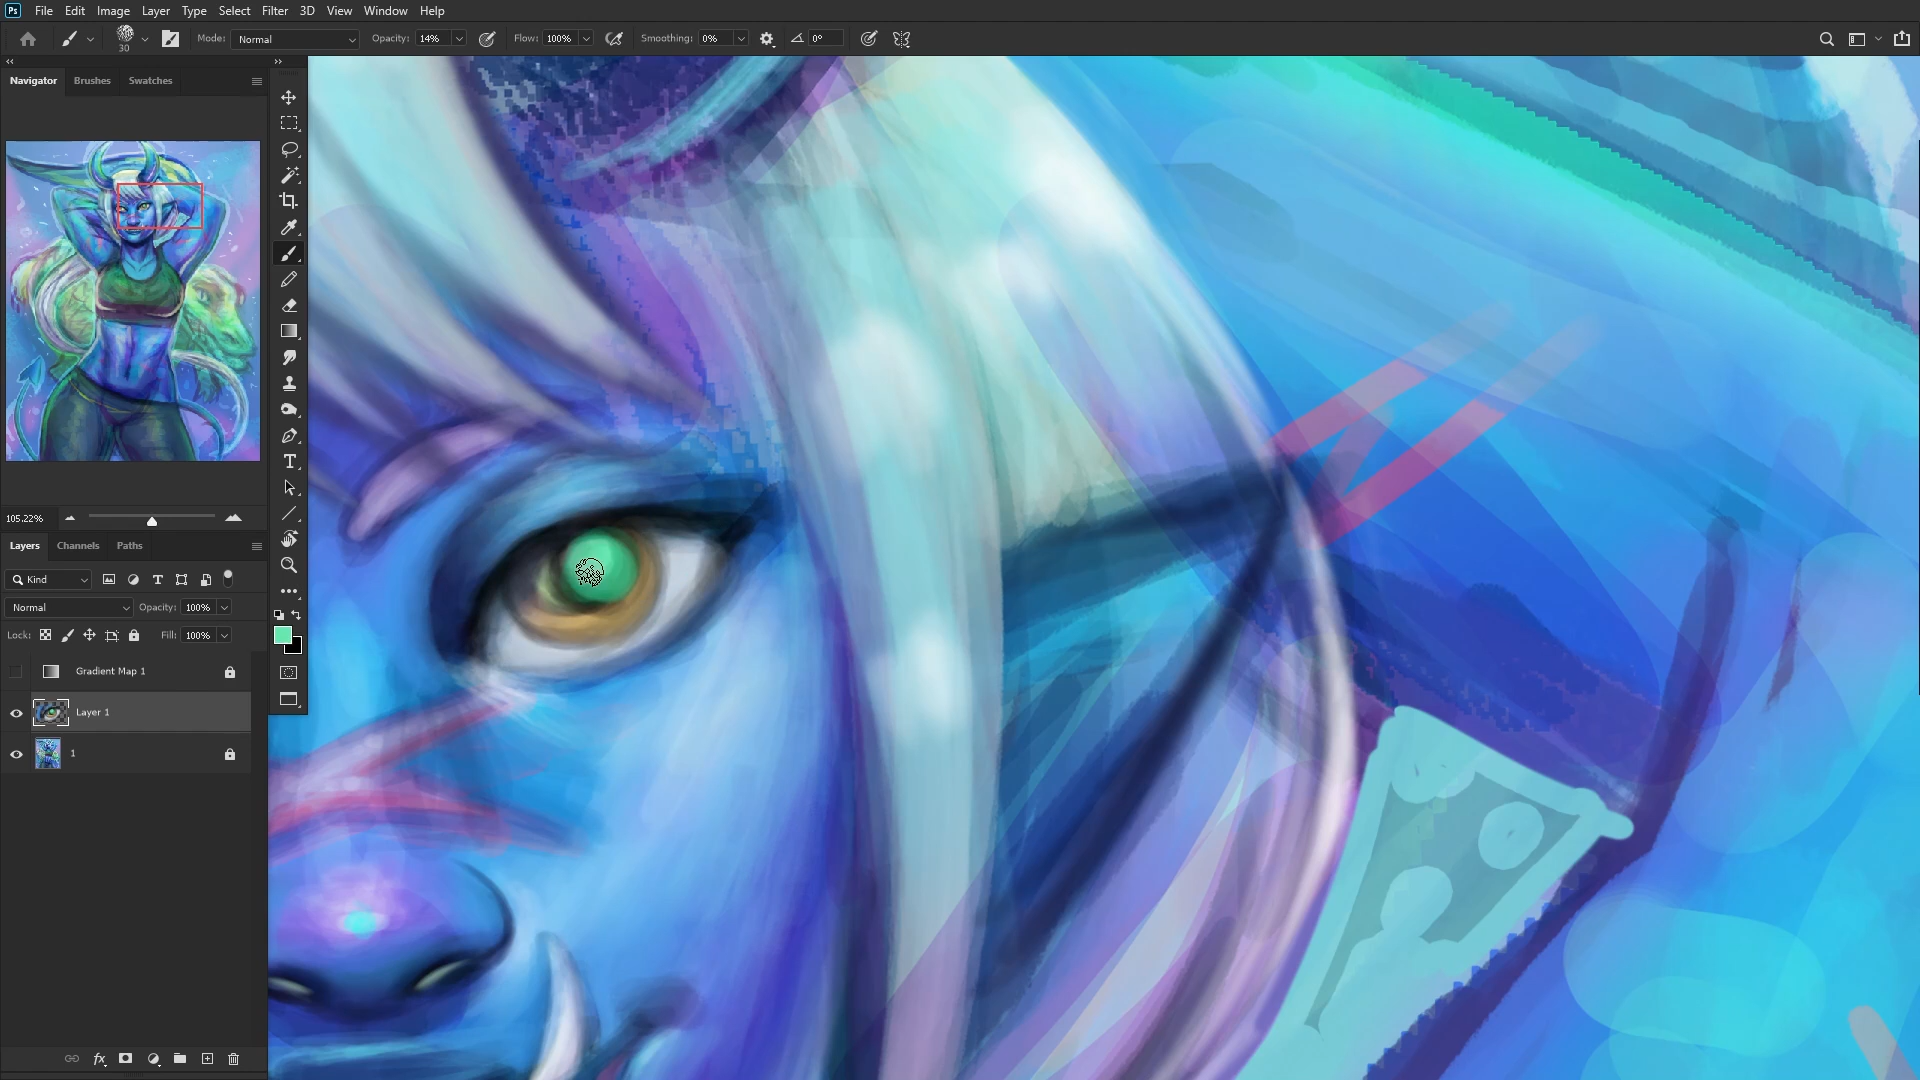 Ps File Edit Image Layer Type Select Filter 3D View Window Help
30 Mode: Normal Opacity: 14% Flow: 100% Smoothing: 0% 0°
Navigator Brushes Swatches
105.22%
Layers Channels Paths
Kind
Normal Opacity: 100%
Lock: Fill: 100%
Gradient Map 1
Layer 1
1
fx